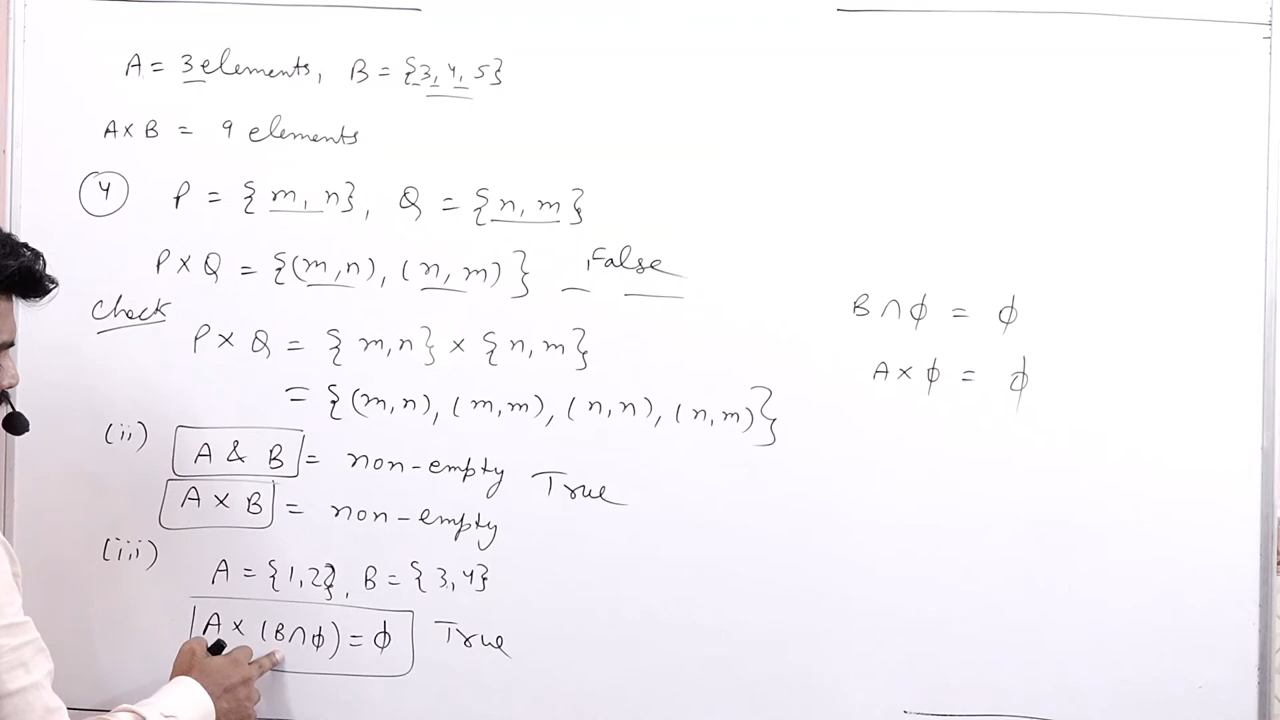 A = 3 elements, B = {3, 4, 5}
A x B = 9 elements
4 P = { m, n}, Q = {n, m}
P x Q = {(m,n), (n, m)} False
Check
P x Q = { m,n} x {n, m}
= {(m,n), (m,m), (n,n), (n,m)}
(ii) A & B = non-empty True
A x B = non-empty
(iii)
A = {1,2}, B = {3,4}
A x (B∩ϕ) = ϕ True
B ∩ ϕ = ϕ
A x ϕ = ϕ